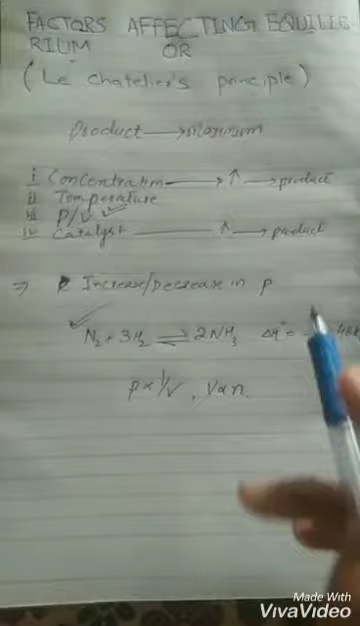 FACTORS AFFECTING EQUILIB
RIUM OR
(Le chatelier's principle)
Product → maximum
i Concentration → ↑ → product
ii Temperature
iii P/V ✓
iv Catalyst → ↑ → product
⇒ Increase/Decrease in P
✓ N₂ + 3H₂ ⇌ 2NH₃ ΔH° = - 46k
P ∝ 1/V, V ∝ n.
Made With
VivaVideo